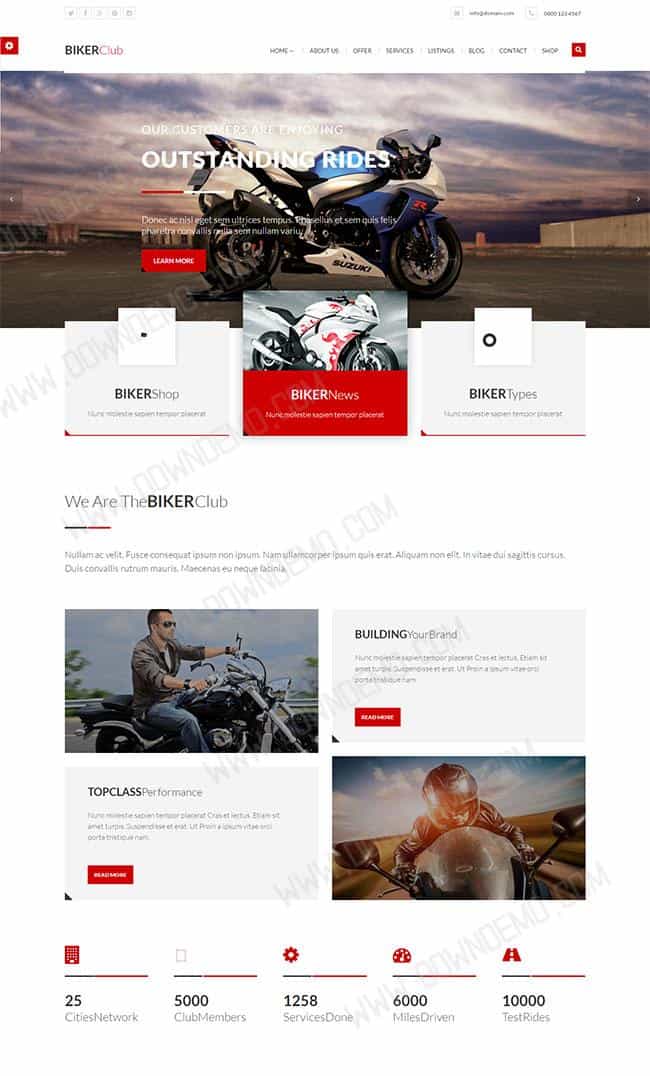 info@domain.com
0800 123 4567
BIKERClub
HOME
ABOUT US
OFFER
SERVICES
LISTINGS
BLOG
CONTACT
SHOP
OUR CUSTOMERS ARE ENJOYING
OUTSTANDING RIDES
Donec ac nisl eget sem ultrices tempus. Phasellus et sem quis felis
pharetra convallis nulla sem nullam variu.
LEARN MORE
SUZUKI
R
BIKERShop
Nunc molestie sapien tempor placerat
BIKERNews
Nunc molestie sapien tempor placerat
BIKERTypes
Nunc molestie sapien tempor placerat
We Are TheBIKERClub
Nullam ac velit. Fusce consequat ipsum non ipsum. Nam ullamcorper ipsum quis erat. Aliquam non elit. In vitae dui sagittis cursus.
Duis convallis rutrum mauris. Maecenas eu neque lacinia.
BUILDINGYourBrand
Nunc molestie sapien tempor placerat Cras et lectus. Etiam sit
amet turpis. Suspendisse et erat. Ut Proin a ipsum vitae orci
porta tristique nam.
READ MORE
TOPCLASSPerformance
Nunc molestie sapien tempor placerat Cras et lectus. Etiam sit
amet turpis. Suspendisse et erat. Ut Proin a ipsum vitae orci
porta tristique nam.
READ MORE
25
CitiesNetwork
5000
ClubMembers
1258
ServicesDone
6000
MilesDriven
10000
TestRides
WWW.DOWNDEMO.COM